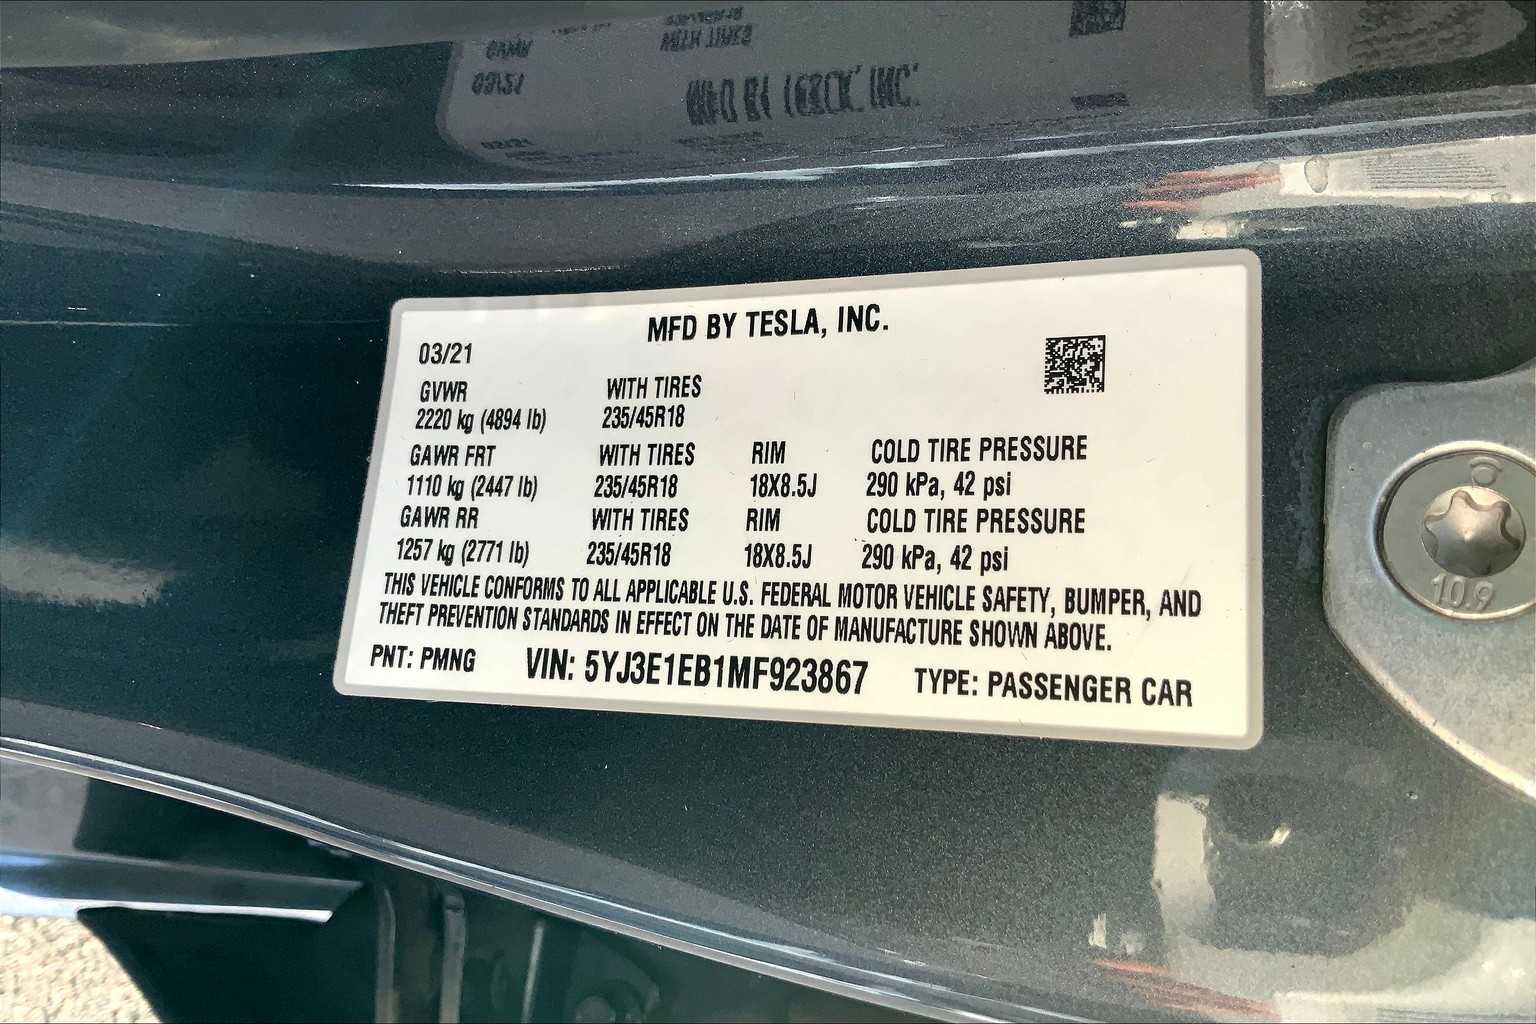 MFD BY TESLA, INC.
03/21
GVWR WITH TIRES
2220 kg (4894 lb) 235/45R18
GAWR FRT WITH TIRES RIM COLD TIRE PRESSURE
1110 kg (2447 lb) 235/45R18 18X8.5J 290 kPa, 42 psi
GAWR RR WITH TIRES RIM COLD TIRE PRESSURE
1257 kg (2771 lb) 235/45R18 18X8.5J 290 kPa, 42 psi
THIS VEHICLE CONFORMS TO ALL APPLICABLE U.S. FEDERAL MOTOR VEHICLE SAFETY, BUMPER, AND
THEFT PREVENTION STANDARDS IN EFFECT ON THE DATE OF MANUFACTURE SHOWN ABOVE.
PNT: PMNG VIN: 5YJ3E1EB1MF923867 TYPE: PASSENGER CAR
10.9